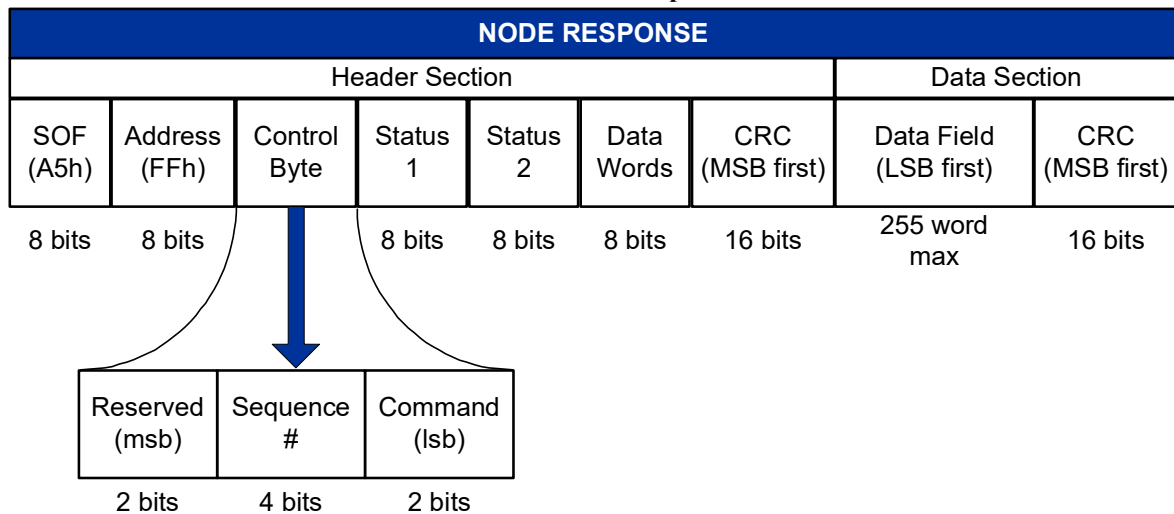 NODE RESPONSE
Header Section Data Section
SOF Address Control Status Status Data CRC Data Field CRC
(A5h) (FFh) Byte 1 2 Words (MSB first) (LSB first) (MSB first)
8 bits 8 bits 8 bits 8 bits 8 bits 16 bits 255 word 16 bits
max
Reserved Sequence Command
(msb) # (lsb)
2 bits 4 bits 2 bits